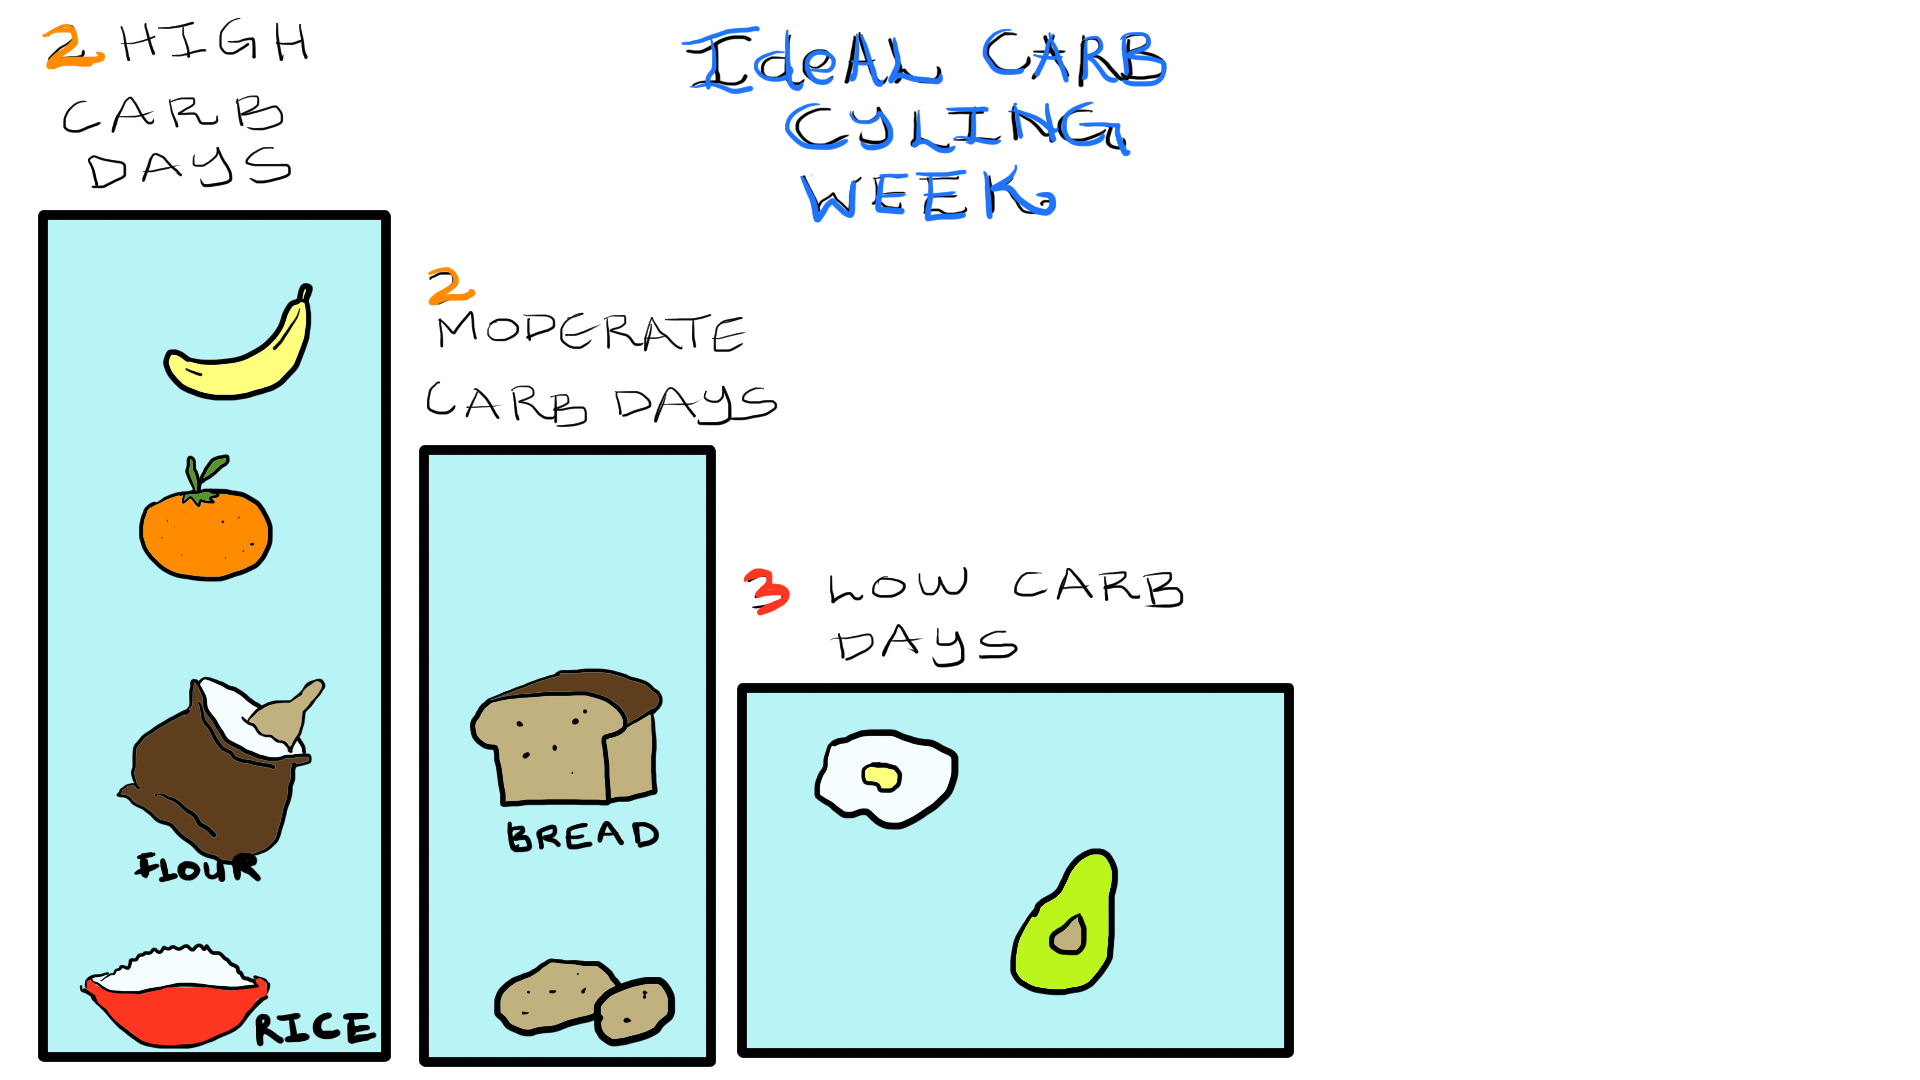 2 HIGH
CARB
DAYS
IdeAL CARB
CYLING
WEEK
2
MODERATE
CARB DAYS
3 LOW CARB
DAYS
FLOUR
RICE
BREAD